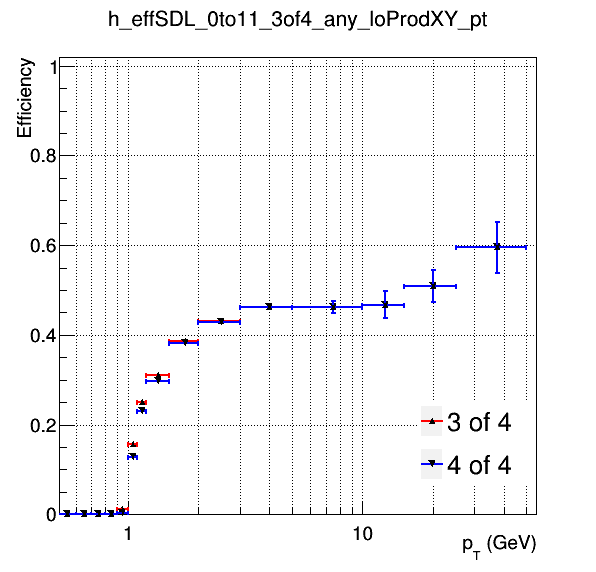 h_effSDL_0to11_3of4_any_loProdXY_pt
Efficiency
1
0.8
0.6
0.4
0.2
0
3 of 4
4 of 4
1
10
p_T (GeV)